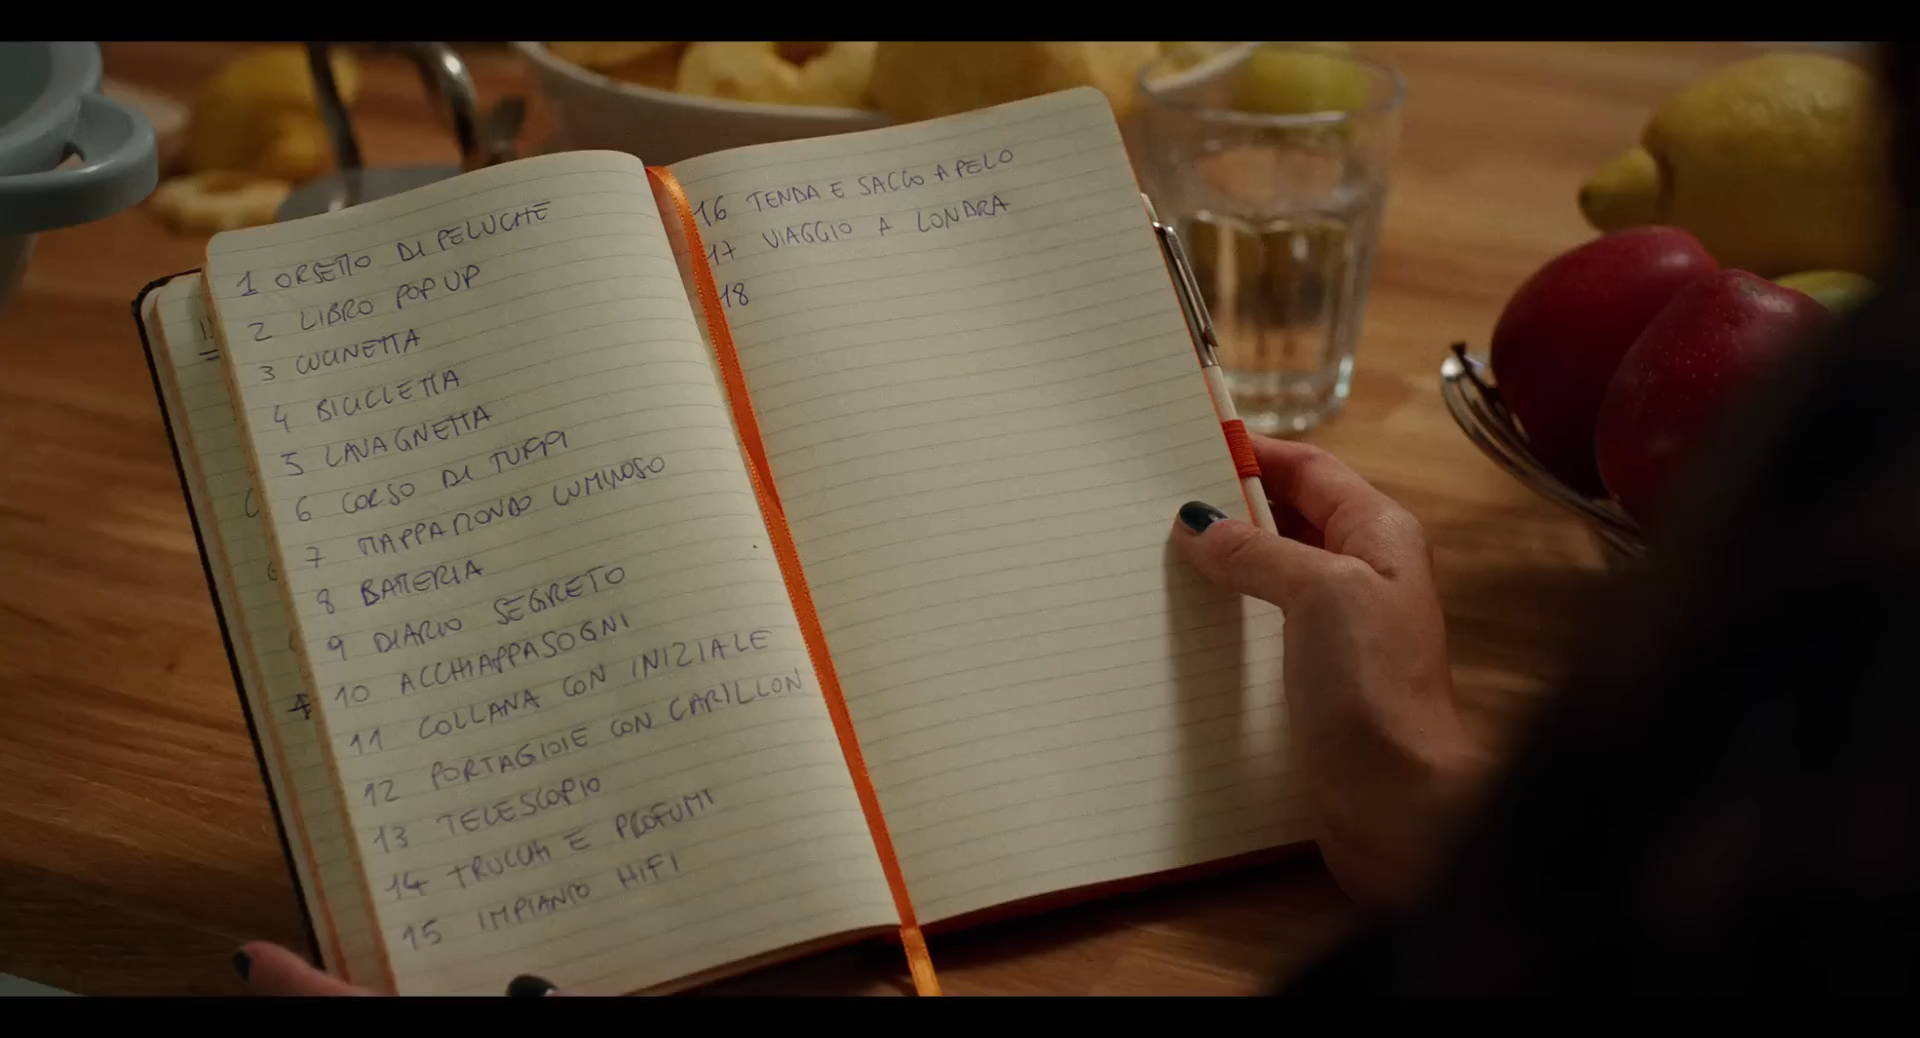 1 ORSETTO DI PELUCHE
2 LIBRO POP UP
3 CUCINETTA
4 BICICLETTA
5 LAVAGNETTA
6 CORSO DI TUFFI
7 MAPPAMONDO LUMINOSO
8 BATTERIA
9 DIARIO SEGRETO
10 ACCHIAPPASOGNI
11 COLLANA CON INIZIALE
12 PORTAGIOIE CON CARILLON
13 TELESCOPIO
14 TRUCCHI E PROFUMI
15 IMPIANTO HIFI
16 TENDA E SACCO A PELO
17 VIAGGIO A LONDRA
18